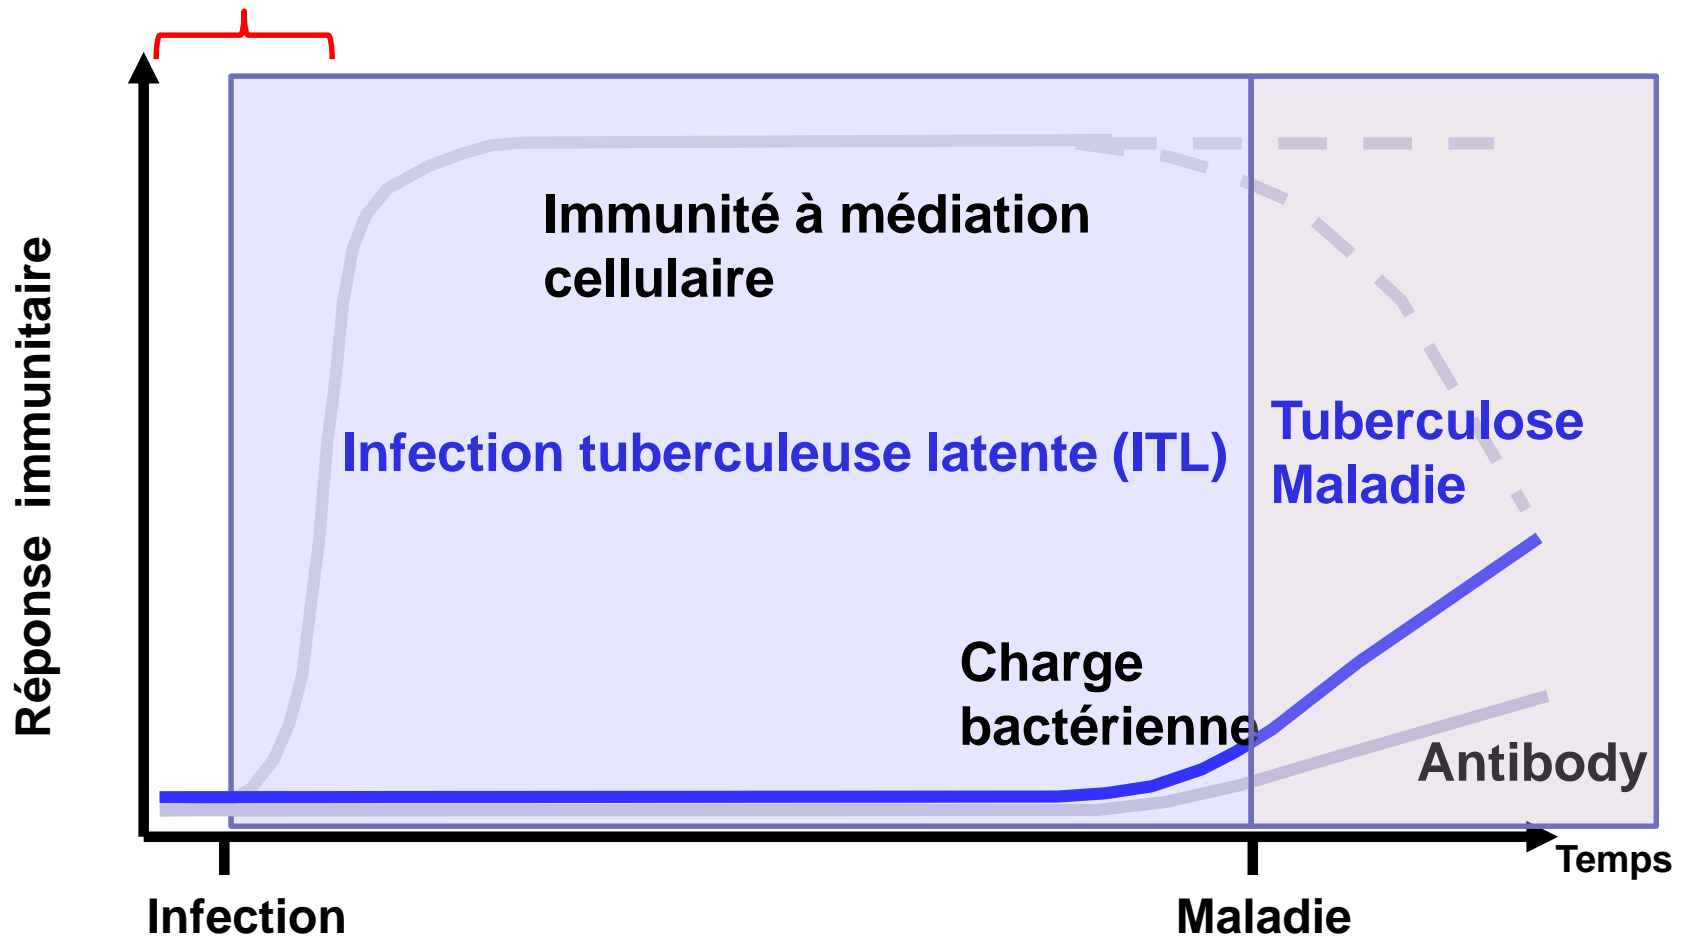 Réponse immunitaire
Immunité à médiation
cellulaire
Infection tuberculeuse latente (ITL)
Tuberculose
Maladie
Charge
bactérienne
Antibody
Temps
Infection
Maladie